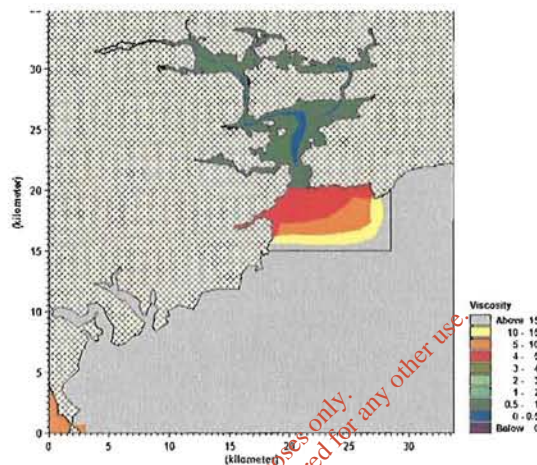 30
25
20
15
10
5
0
(kilometer)
0 5 10 15 20 25 30
(kilometer)
Viscosity
Above 15
10 - 15
5 - 10
4 - 5
3 - 4
2 - 3
1 - 2
0.5 - 1
0 - 0.5
Below 0
only.
for any other use.